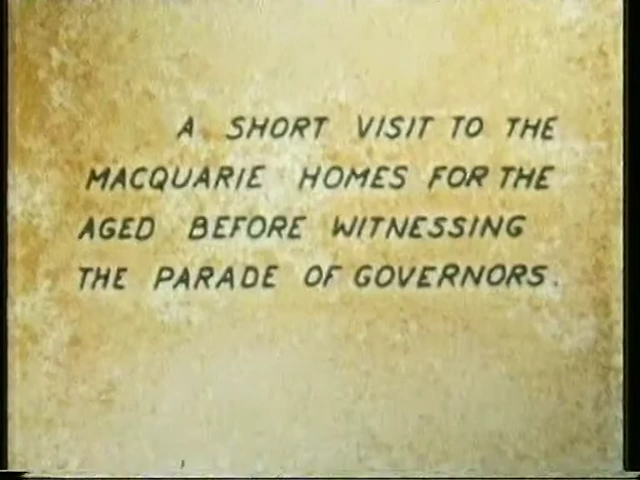 A SHORT VISIT TO THE
MACQUARIE HOMES FOR THE
AGED BEFORE WITNESSING
THE PARADE OF GOVERNORS.